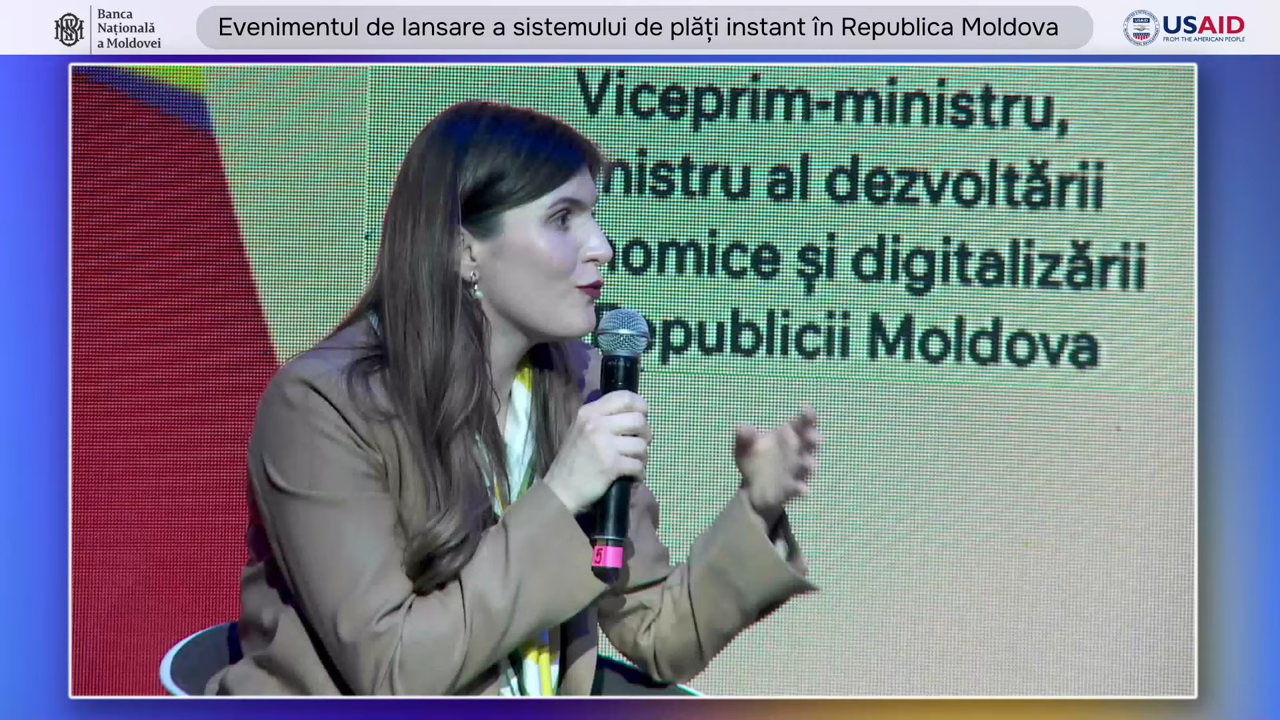 Banca
Națională
a Moldovei
Evenimentul de lansare a sistemului de plăți instant în Republica Moldova
USAID
FROM THE AMERICAN PEOPLE
Viceprim-ministru,
nistru al dezvoltării
nomice și digitalizării
Republicii Moldova
5